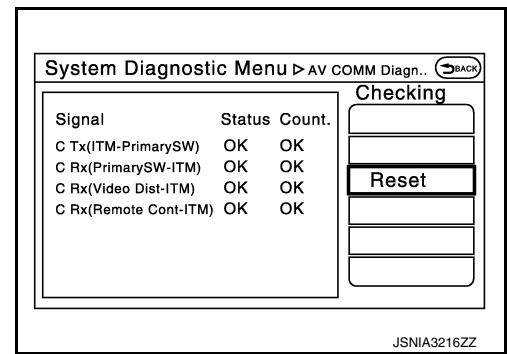 System Diagnostic Menu ▷ AV COMM Diagn.. BACK
Checking
Signal Status Count.
C Tx(ITM-PrimarySW) OK OK
C Rx(PrimarySW-ITM) OK OK
C Rx(Video Dist-ITM) OK OK
C Rx(Remote Cont-ITM) OK OK
Reset
JSNIA3216ZZ